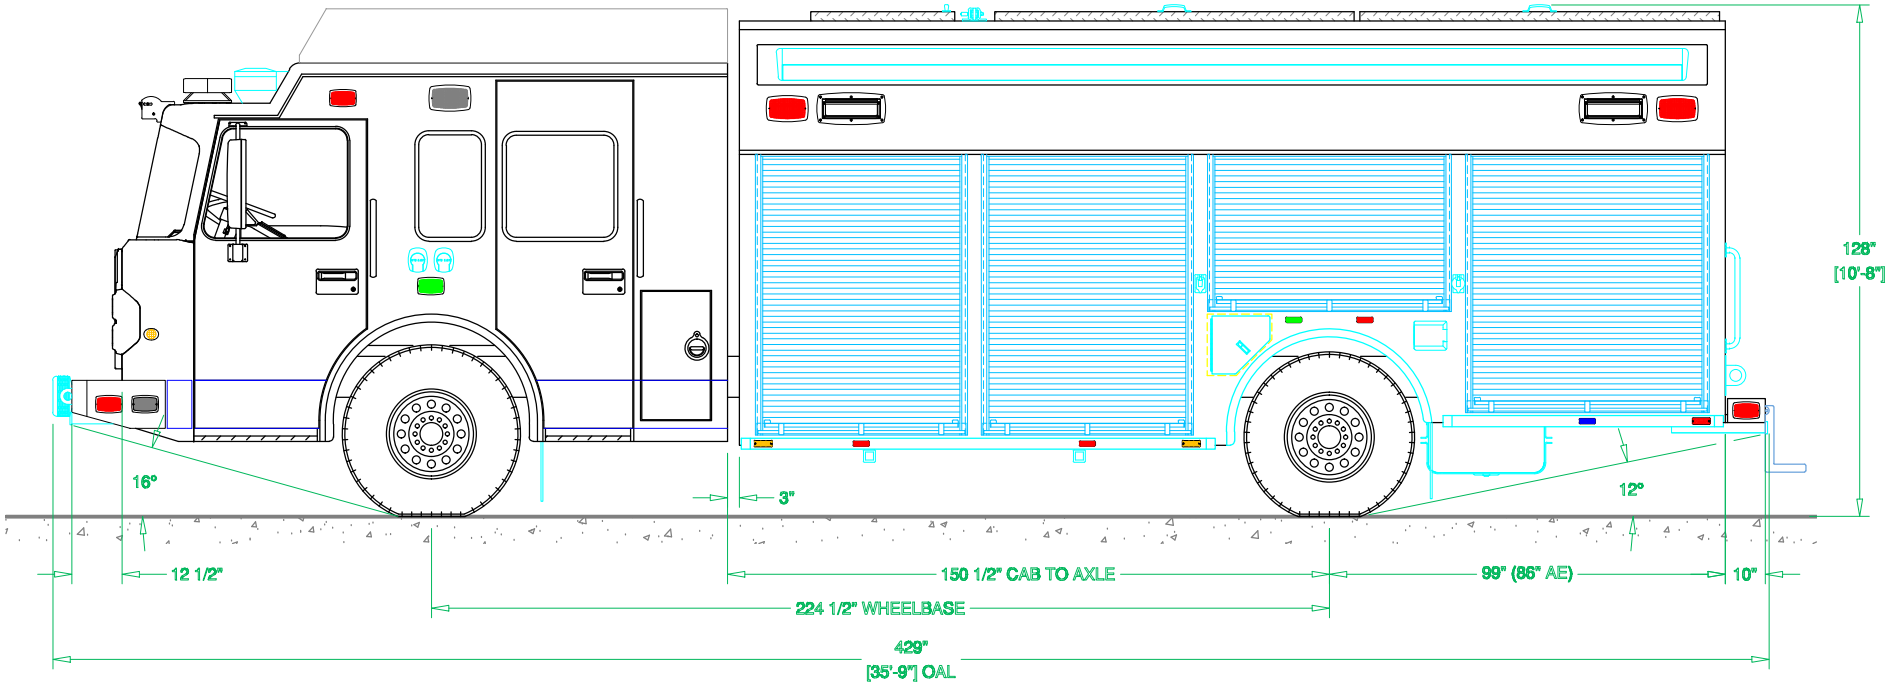 128"
[10'-8"]
16°
3"
12°
12 1/2"
150 1/2" CAB TO AXLE
99" (86" AE)
10"
224 1/2" WHEELBASE
429"
[35'-9"] OAL